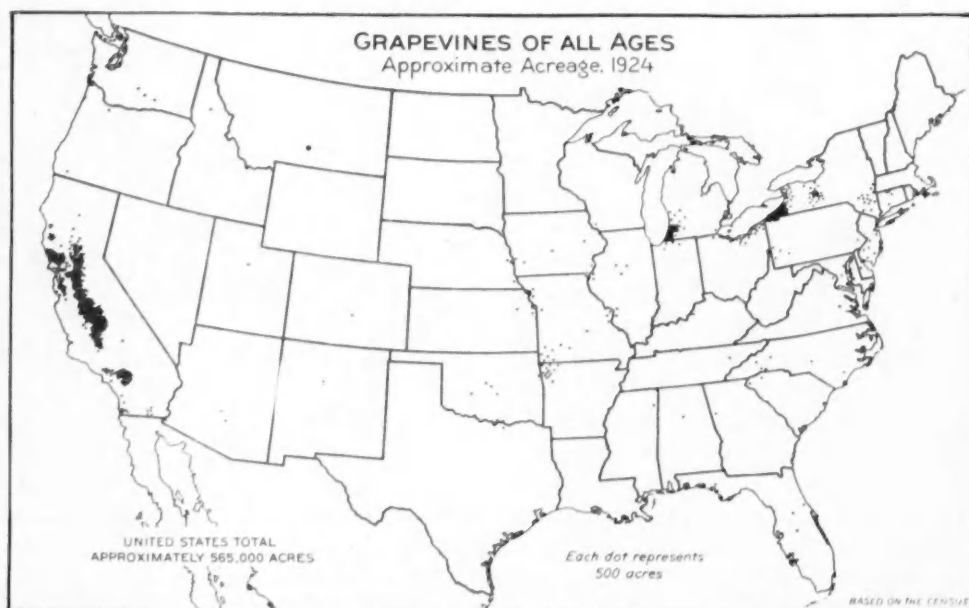 GRAPEVINES OF ALL AGES
Approximate Acreage, 1924
UNITED STATES TOTAL
APPROXIMATELY 565,000 ACRES
Each dot represents
500 acres
BASED ON THE CENSUS